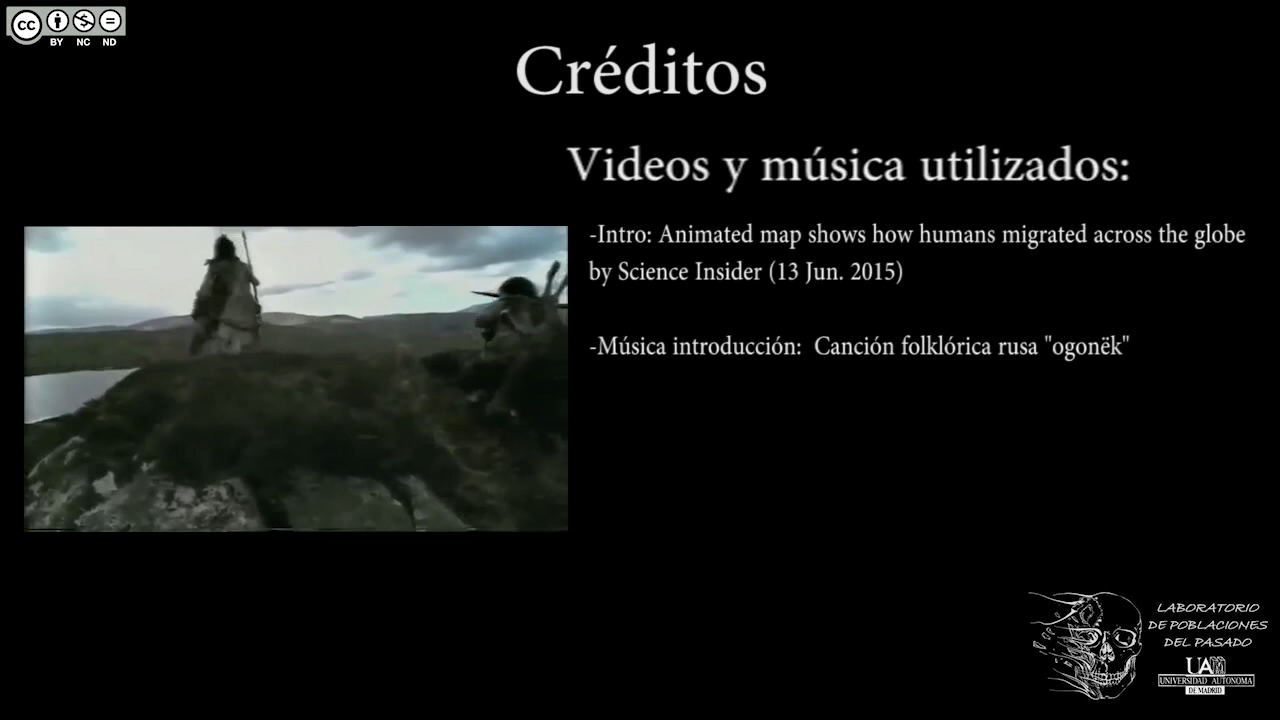 cc
BY NC ND
Créditos
Videos y música utilizados:
-Intro: Animated map shows how humans migrated across the globe
by Science Insider (13 Jun. 2015)
-Música introducción: Canción folklórica rusa "ogonëk"
LABORATORIO
DE POBLACIONES
DEL PASADO
UAM
UNIVERSIDAD AUTONOMA
DE MADRID